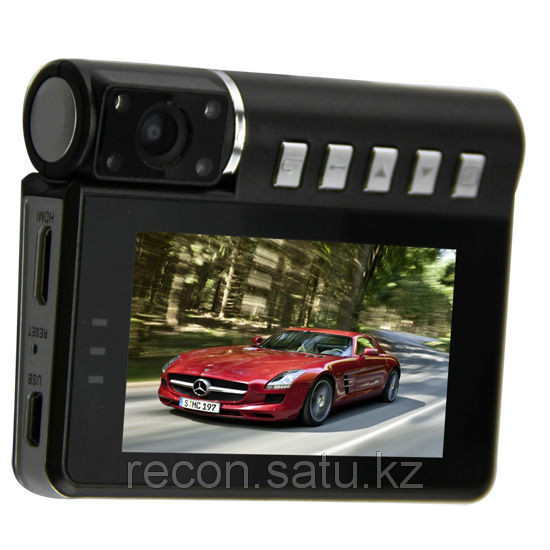 HDMI
RESET
USB
S MC 197
recon.satu.kz